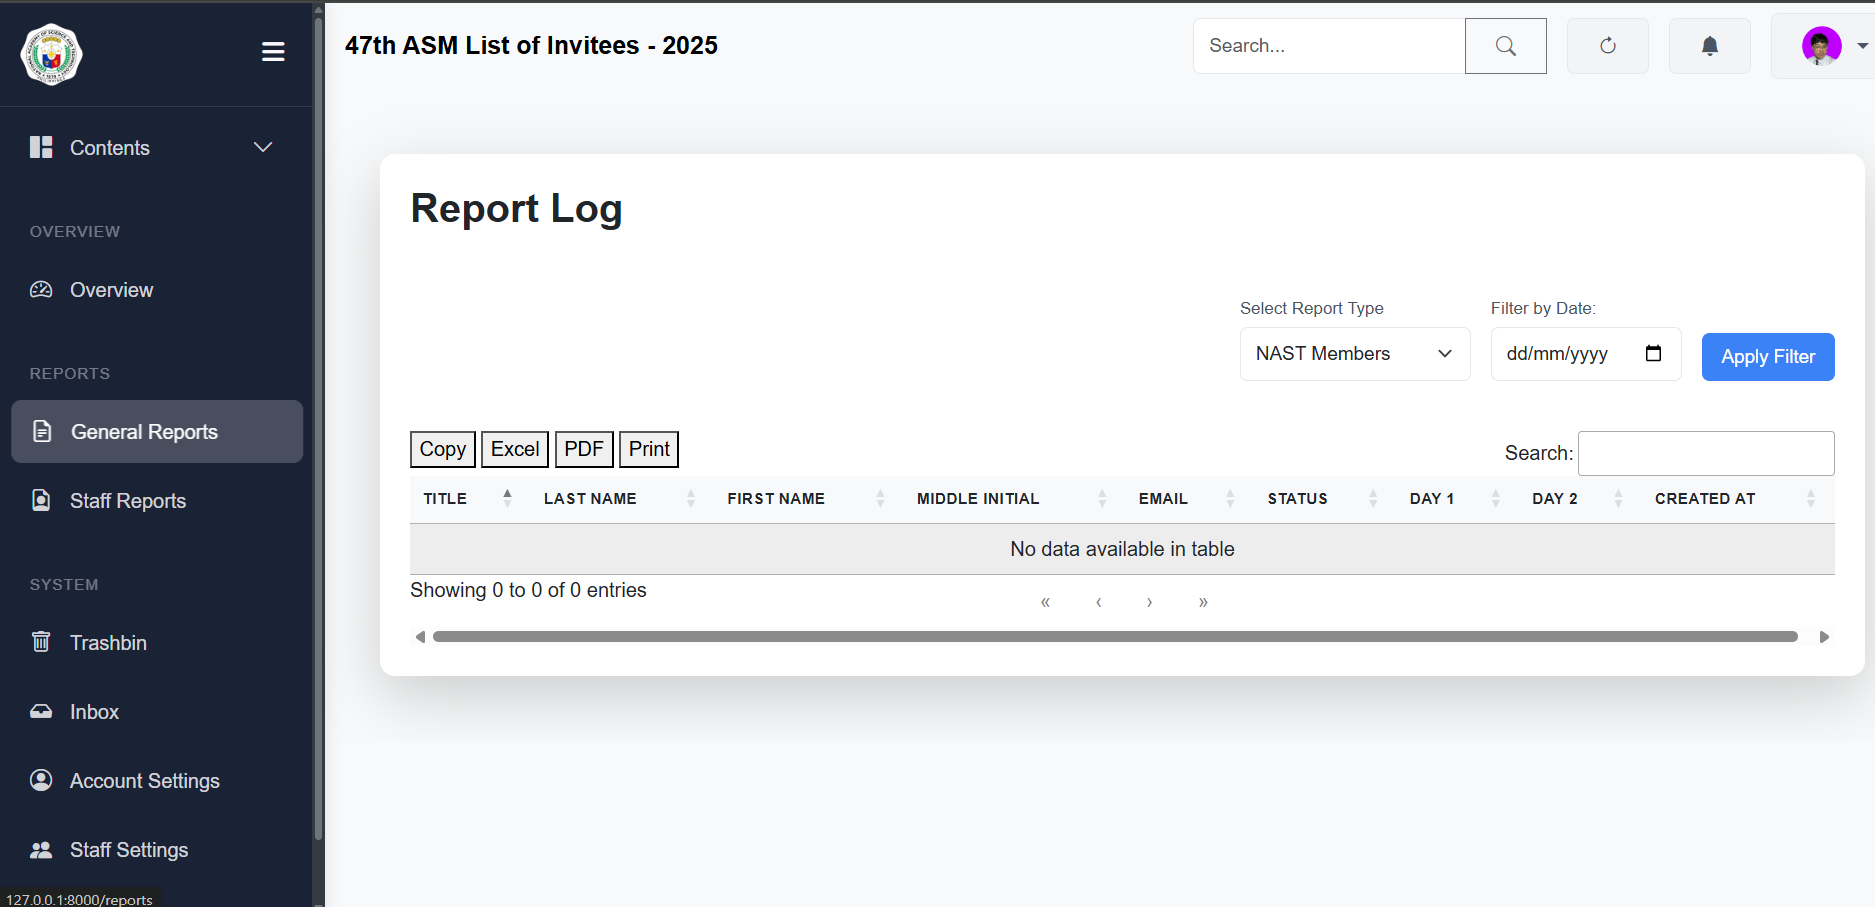 47th ASM List of Invitees - 2025
Search...
Contents
OVERVIEW
Overview
REPORTS
General Reports
Staff Reports
SYSTEM
Trashbin
Inbox
Account Settings
Staff Settings
127.0.0.1:8000/reports
Report Log
Select Report Type
Filter by Date:
NAST Members
dd/mm/yyyy
Apply Filter
Copy Excel PDF Print
Search:
TITLE LAST NAME FIRST NAME MIDDLE INITIAL EMAIL STATUS DAY 1 DAY 2 CREATED AT
No data available in table
Showing 0 to 0 of 0 entries
« ‹ › »